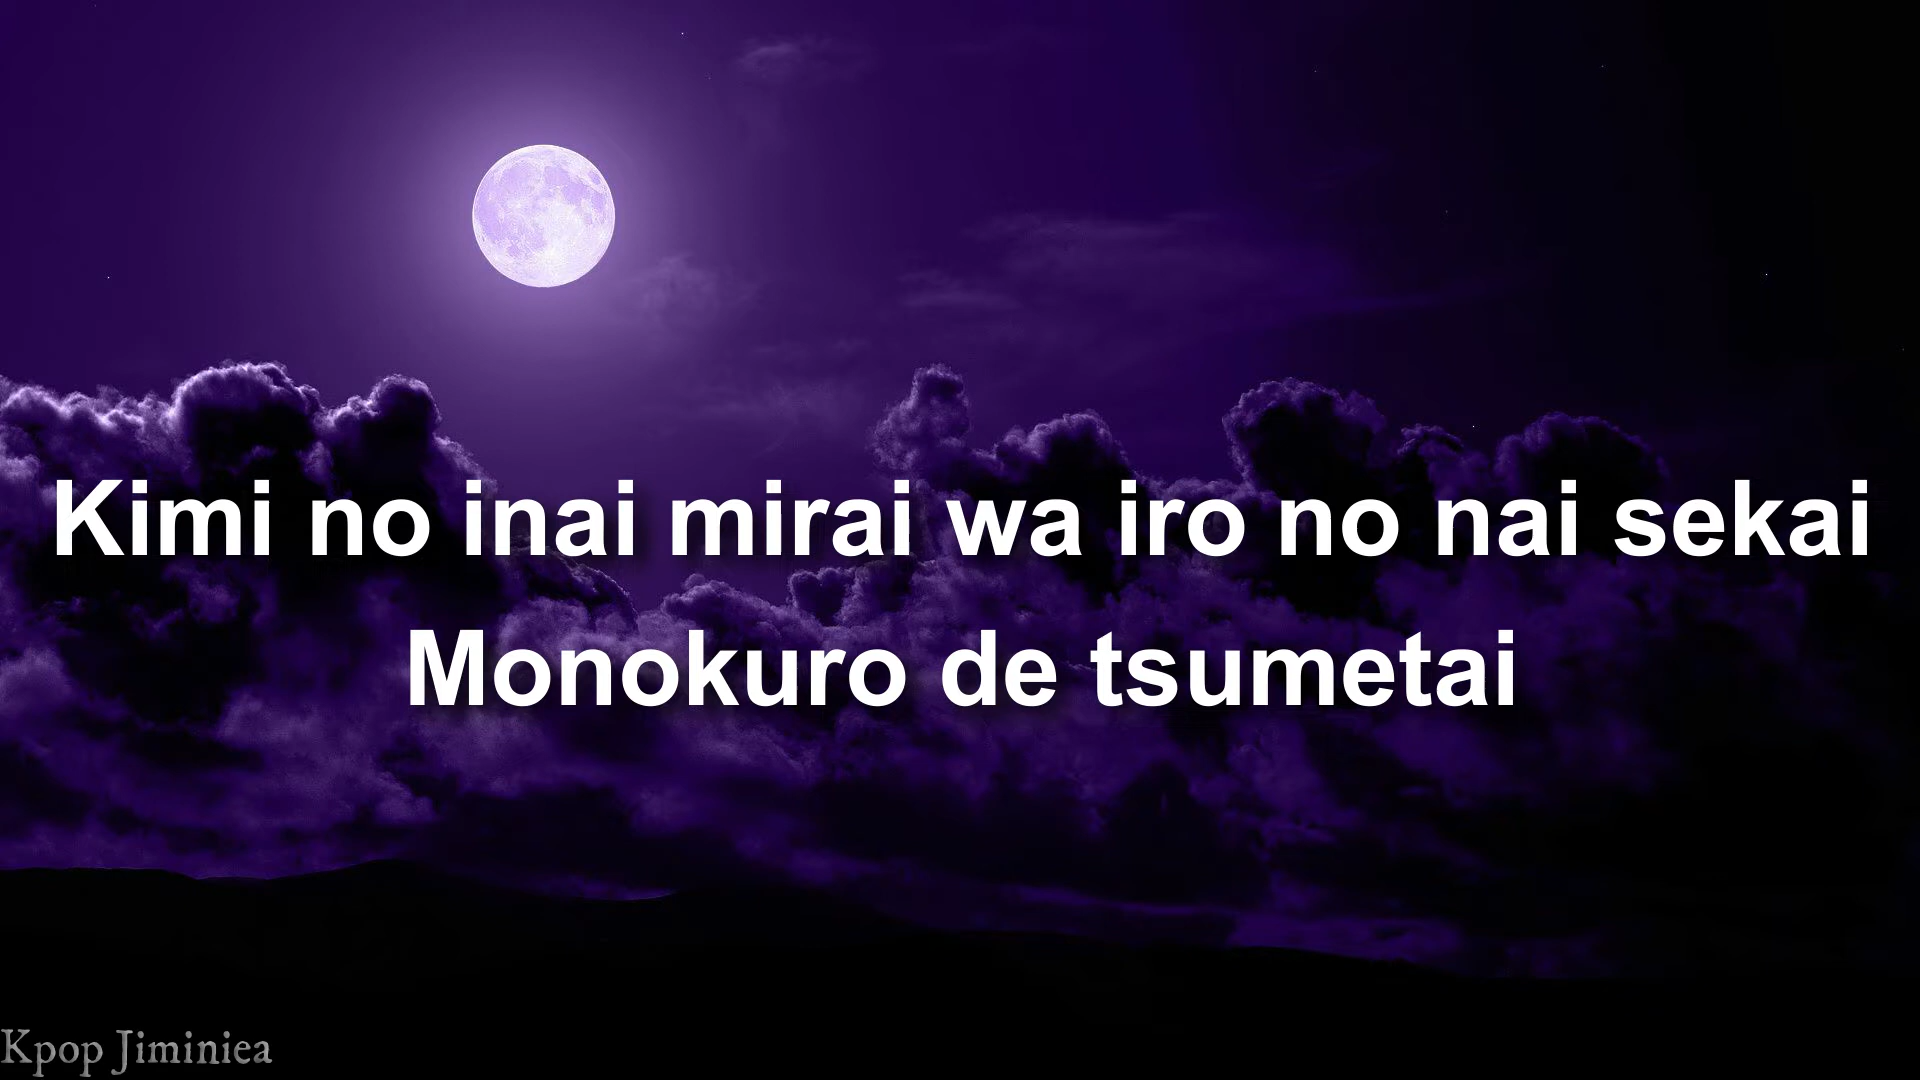 Kimi no inai mirai wa iro no nai sekai
Monokuro de tsumetai
Kpop Jiminiea